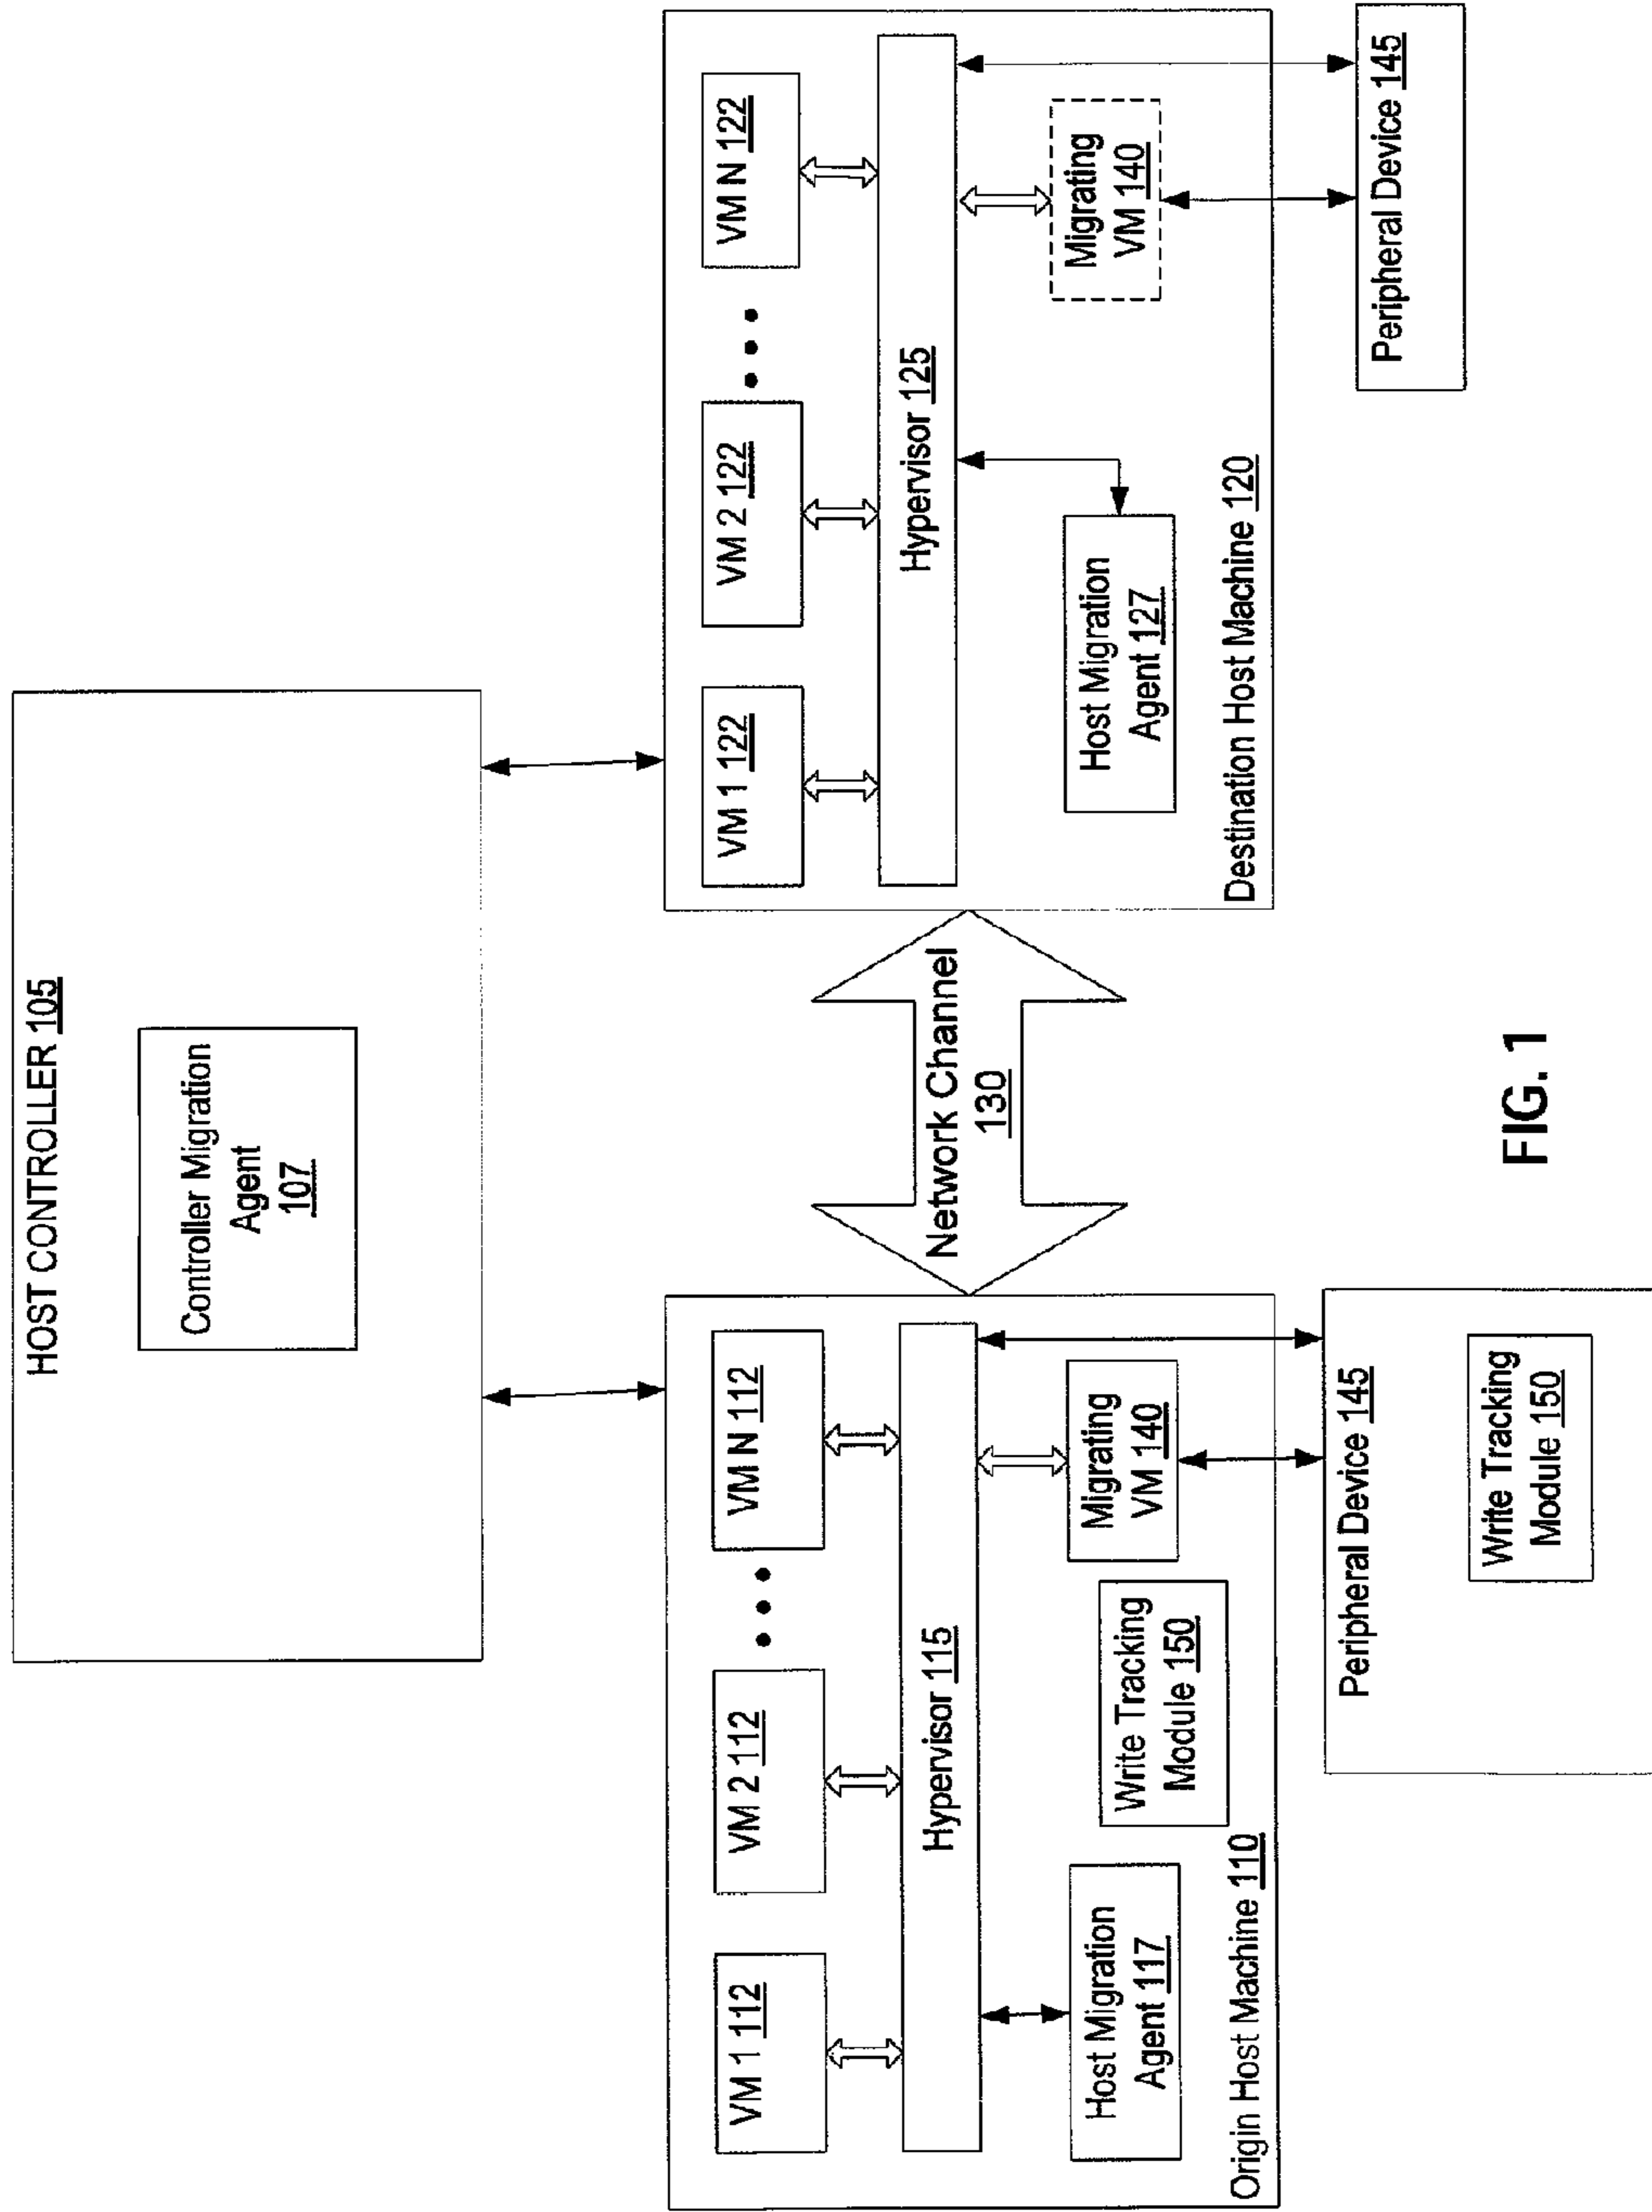 HOST CONTROLLER 105
Controller Migration
Agent
107
VM 1 112
VM 2 112
VM N 112
Hypervisor 115
Host Migration
Agent 117
Write Tracking
Module 150
Migrating
VM 140
Origin Host Machine 110
Peripheral Device 145
Write Tracking
Module 150
Network Channel
130
VM 1 122
VM 2 122
VM N 122
Hypervisor 125
Host Migration
Agent 127
Migrating
VM 140
Destination Host Machine 120
Peripheral Device 145
FIG. 1